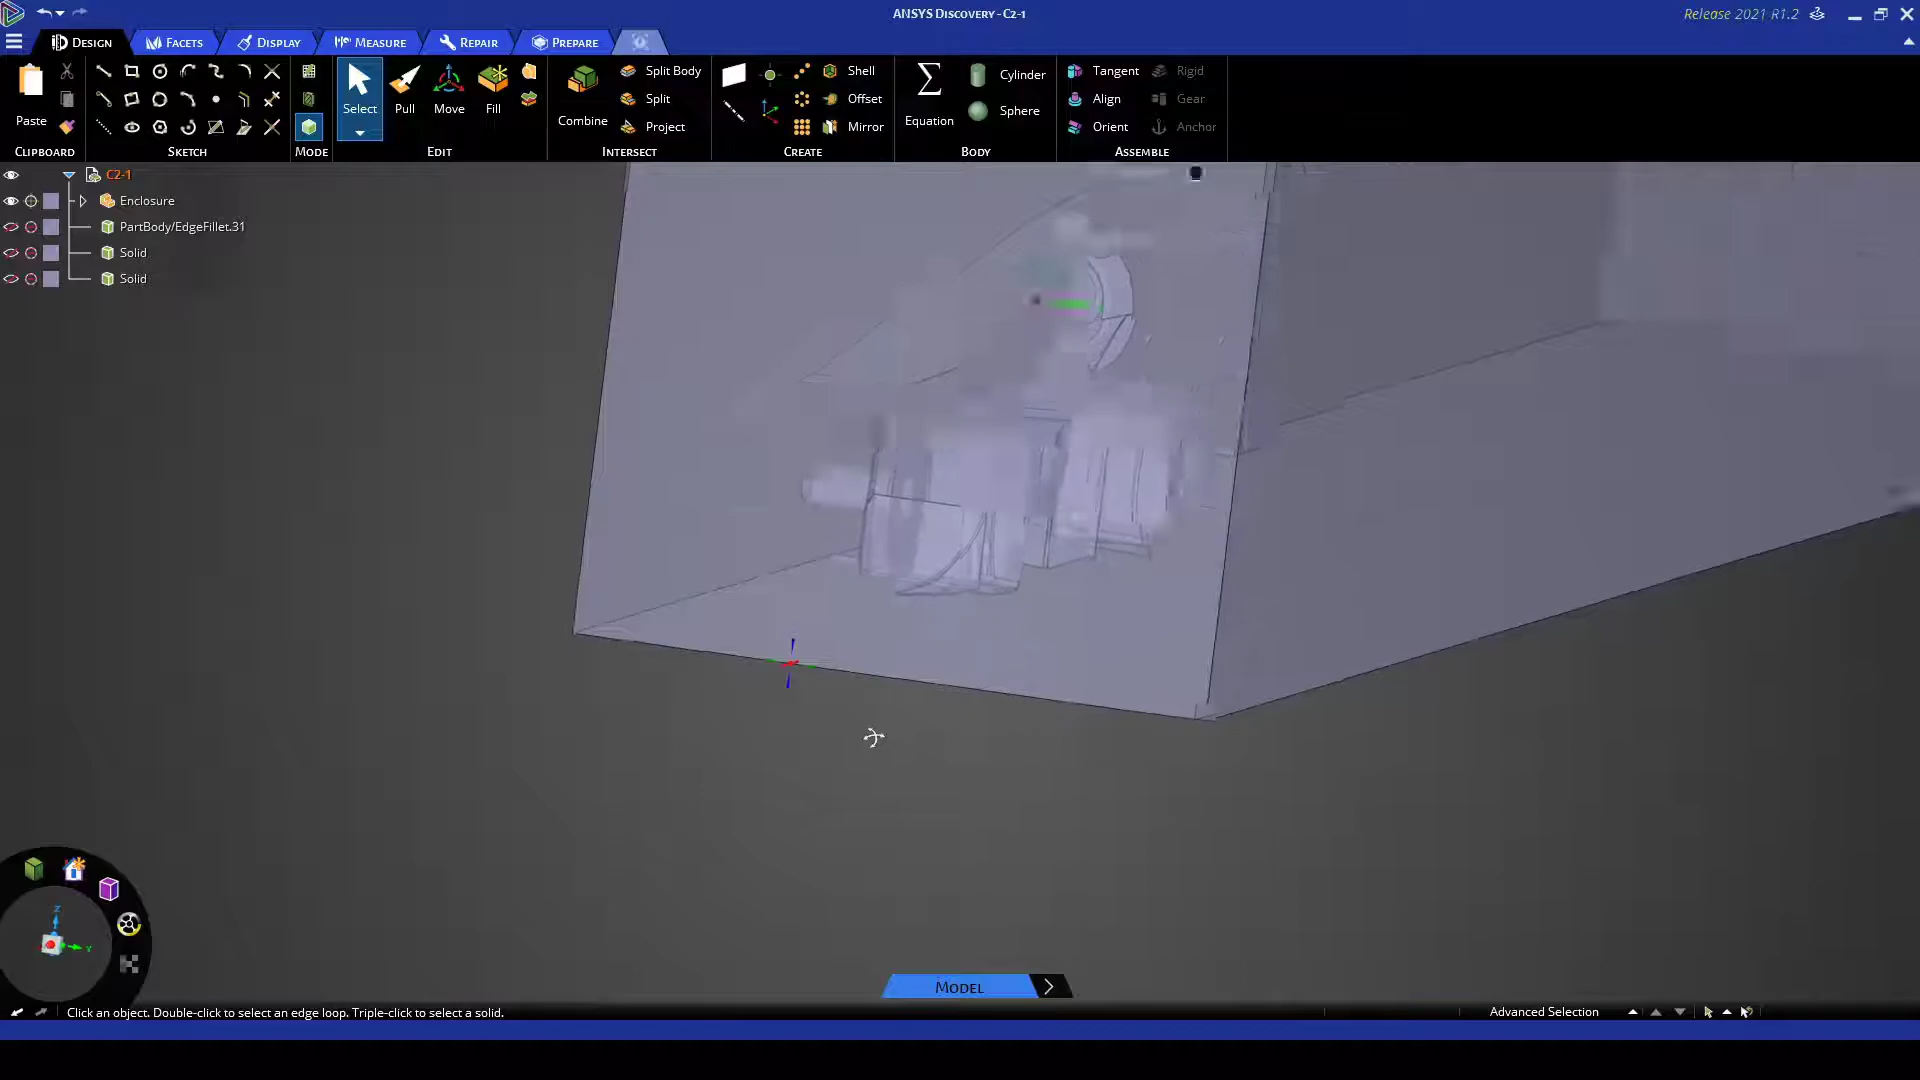 ANSYS DISCOVERY - C2-1
Release 2021 R1.2
DESIGN FACETS DISPLAY MEASURE REPAIR PREPARE
Paste
CLIPBOARD
SKETCH
MODE
Select Pull Move Fill
EDIT
Combine Split Body
Split
Project
INTERSECT
Shell
Offset
Mirror
CREATE
Equation Cylinder
Sphere
BODY
Tangent Rigid
Align Gear
Orient Anchor
ASSEMBLE
C2-1
Enclosure
PartBody/EdgeFillet.31
Solid
Solid
Z
Y
MODEL
Click an object. Double-click to select an edge loop. Triple-click to select a solid.
Advanced Selection